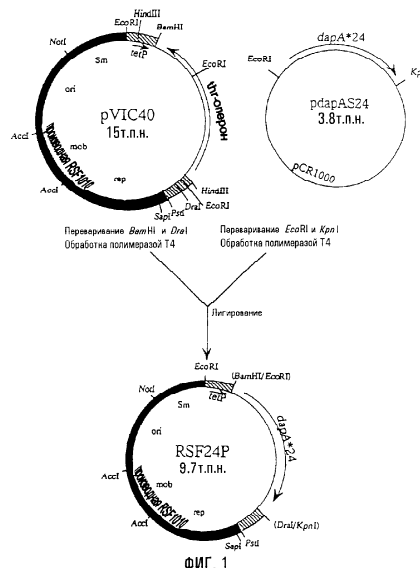 HindIII
EcoRI
BamHI
tetP
NotI
Sm
EcoRI
ori
pVIC40
15т.п.н.
thr-оперон
mob
AccI
производная RSF1010
rep
AccI
HindIII
EcoRI
DraI
PstI
SapI
dapA*24
EcoRI
Kpn
pdapAS24
3.8т.п.н.
pCR1000
Переваривание BamHI и DraI
Обработка полимеразой Т4
Переваривание EcoRI и KpnI
Обработка полимеразой Т4
Лигирование
EcoRI
(BamHI/EcoRI)
tetP
NotI
Sm
ori
dapA*24
RSF24P
9.7т.п.н.
AccI
mob
производная RSF1010
rep
AccI
(DraI/KpnI)
SapI
PstI
ФИГ. 1